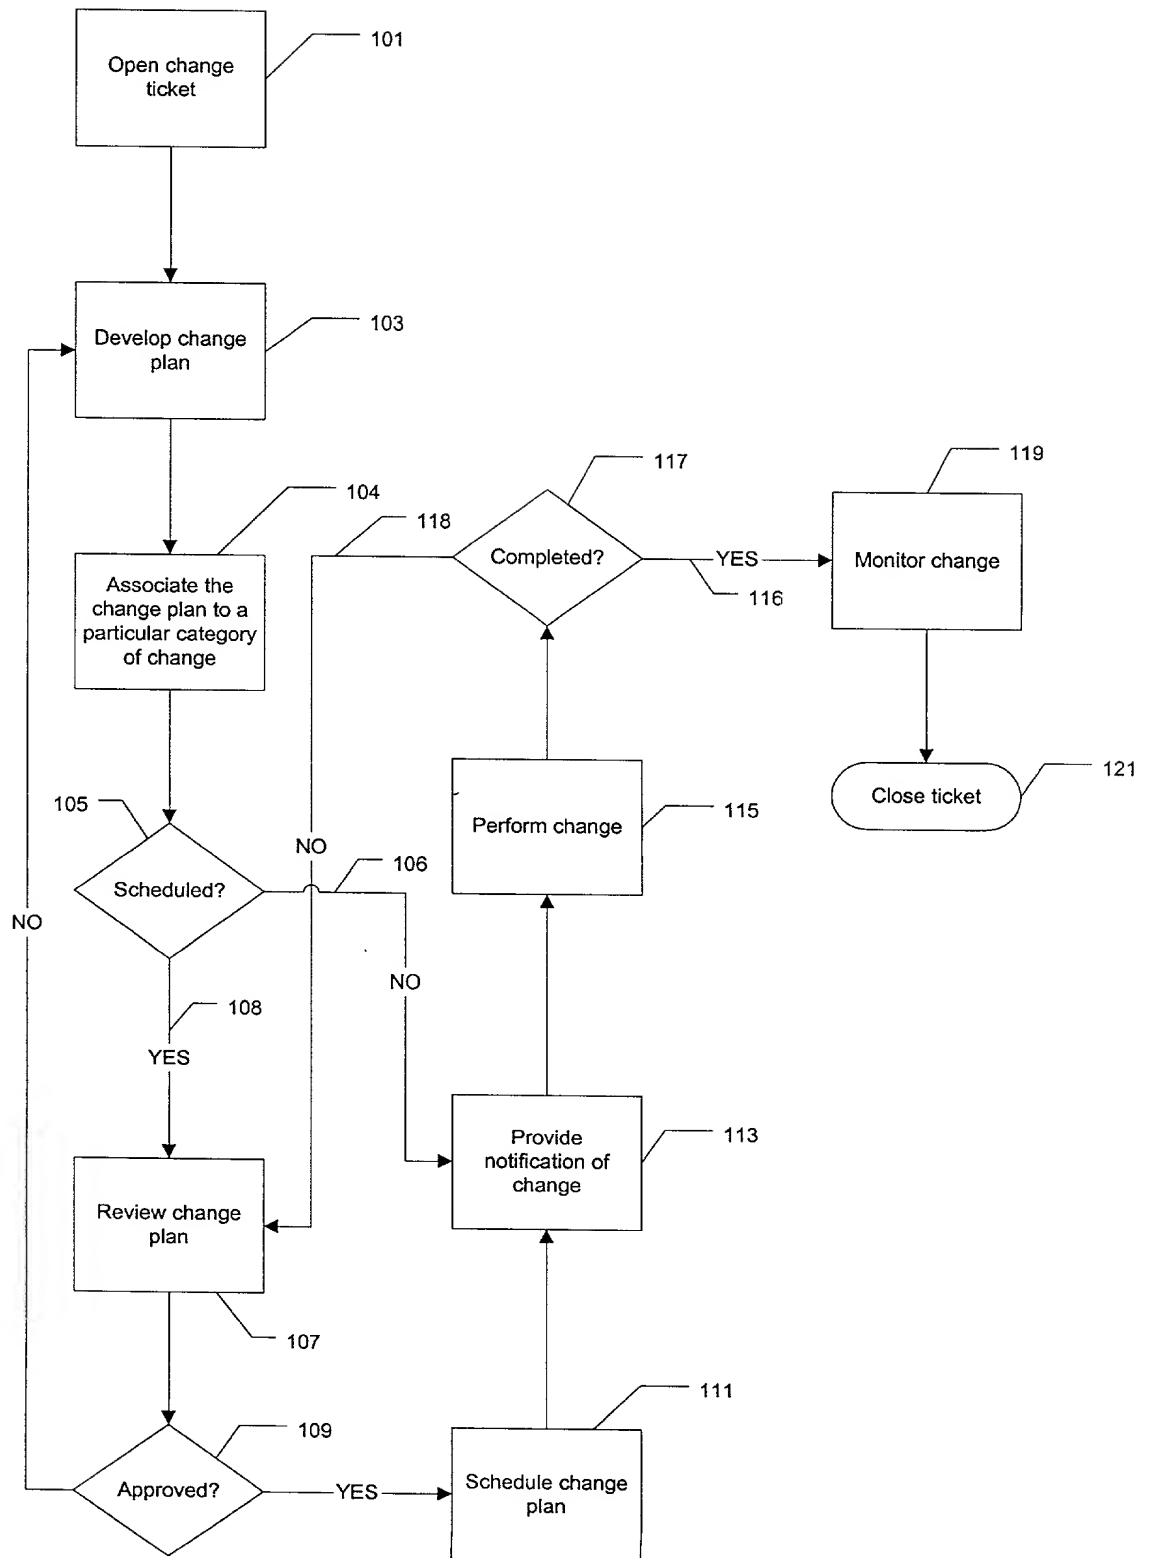 Open change
ticket
101
Develop change
plan
103
104
Associate the
change plan to a
particular category
of change
105
Scheduled?
106
NO
108
YES
Review change
plan
107
109
Approved?
NO
YES
111
Schedule change
plan
Provide
notification of
change
113
Perform change
115
117
Completed?
118
NO
YES
116
119
Monitor change
Close ticket
121